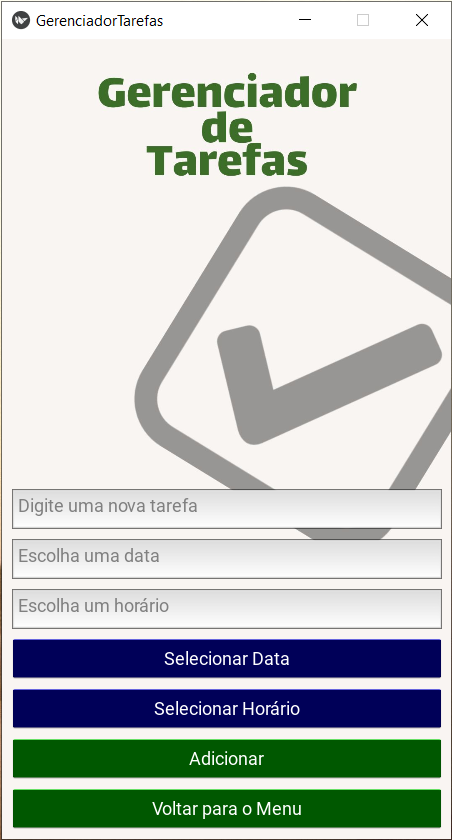 GerenciadorTarefas
Gerenciador
de
Tarefas
Digite uma nova tarefa
Escolha uma data
Escolha um horário
Selecionar Data
Selecionar Horário
Adicionar
Voltar para o Menu